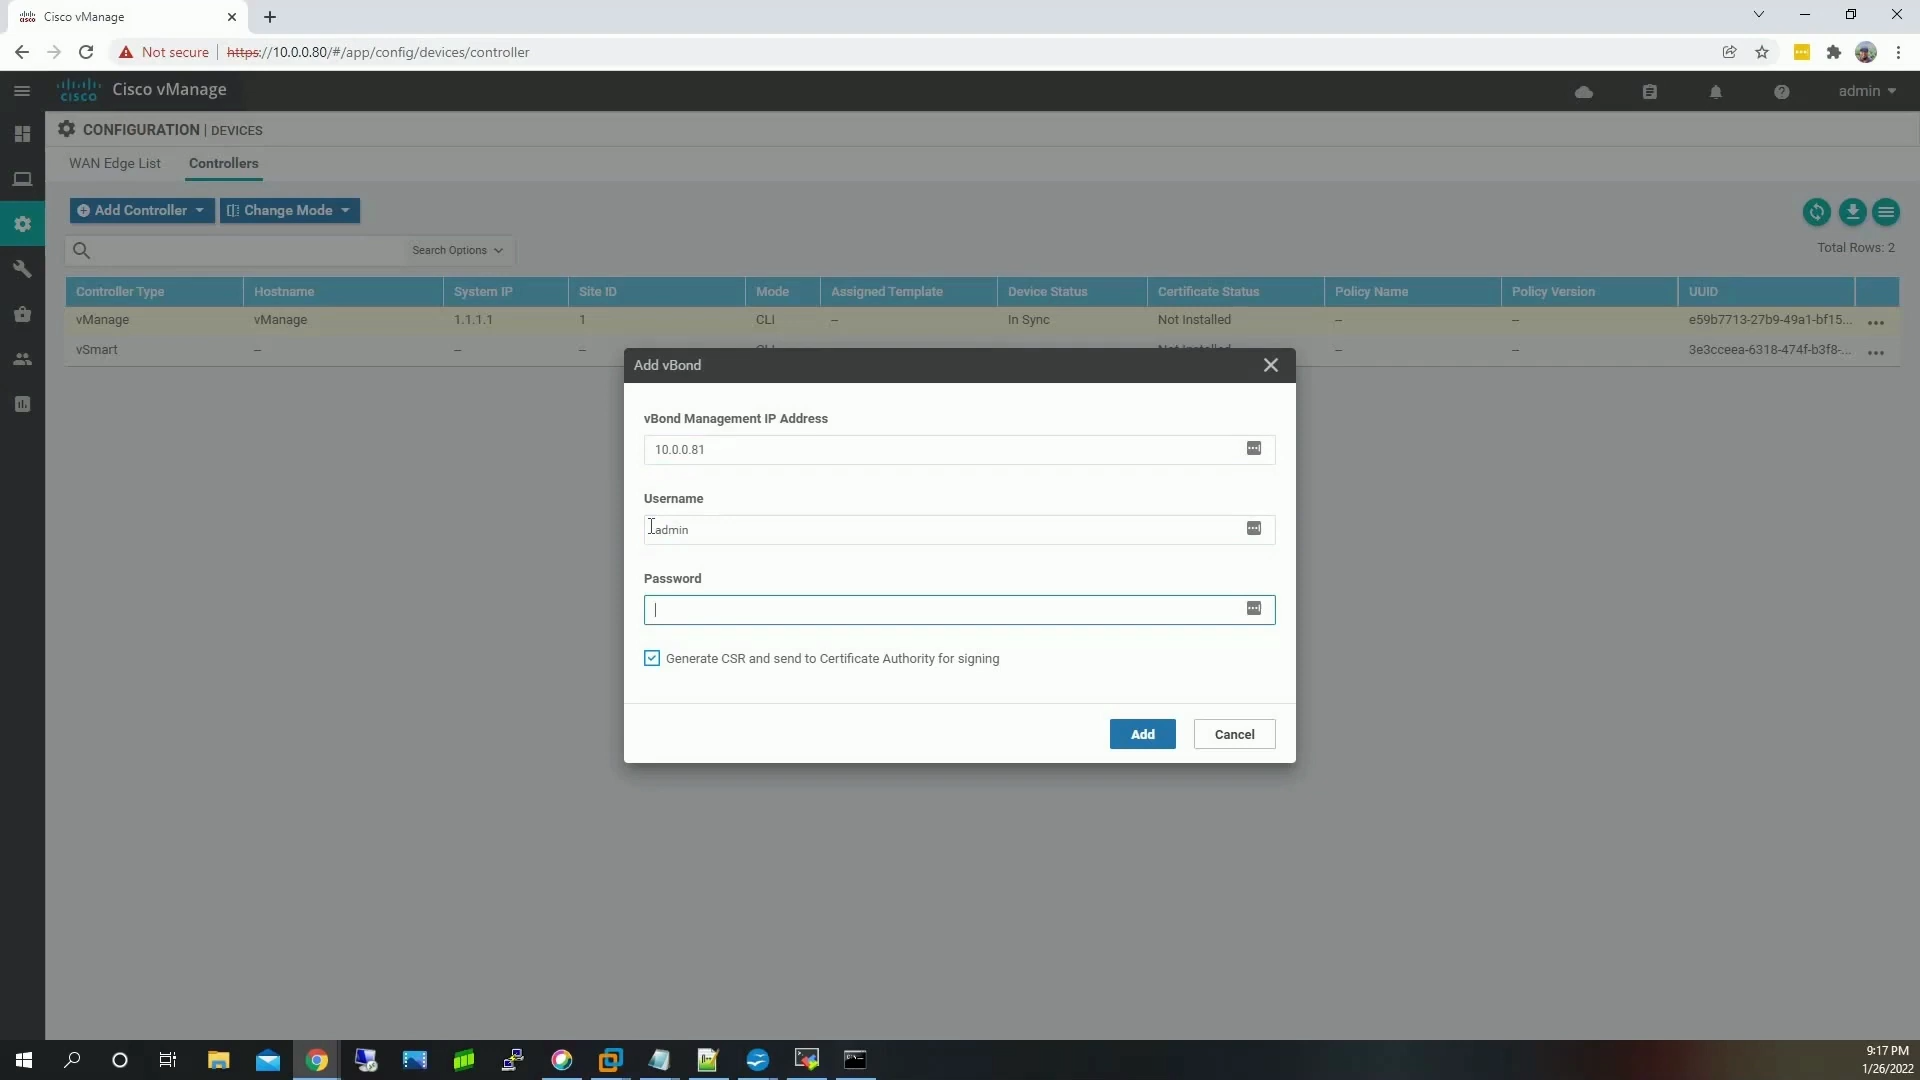 Cisco vManage
Not secure
https://10.0.0.80/#/app/config/devices/controller
cisco
Cisco vManage
admin
CONFIGURATION | DEVICES
WAN Edge List
Controllers
Add Controller
Change Mode
Search Options
Total Rows: 2
Controller Type Hostname System IP Site ID Mode Assigned Template Device Status Certificate Status Policy Name Policy Version UUID
vManage vManage 1.1.1.1 1 CLI -- In Sync Not Installed -- -- e59b7713-27b9-49a1-bf15...
vSmart -- -- -- CLI Not Installed -- -- 3e3cceea-6318-474f-b3f8-...
Add vBond
vBond Management IP Address
10.0.0.81
Username
admin
Password
Generate CSR and send to Certificate Authority for signing
Add
Cancel
9:17 PM
1/26/2022